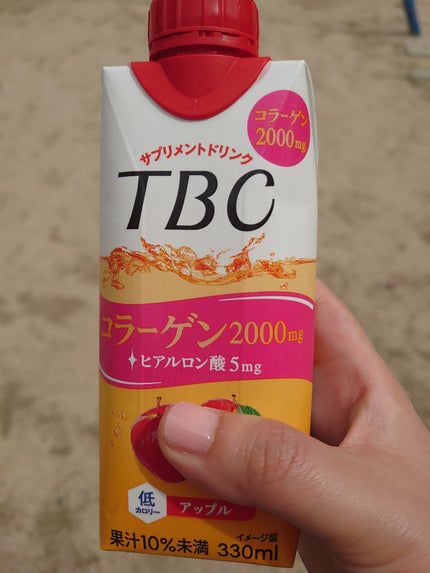 コラーゲン
2000mg
サプリメントドリンク
TBC
コラーゲン2000mg
ヒアルロン酸5mg
低
カロリー
アップル
イメージ図
果汁10%未満 330ml